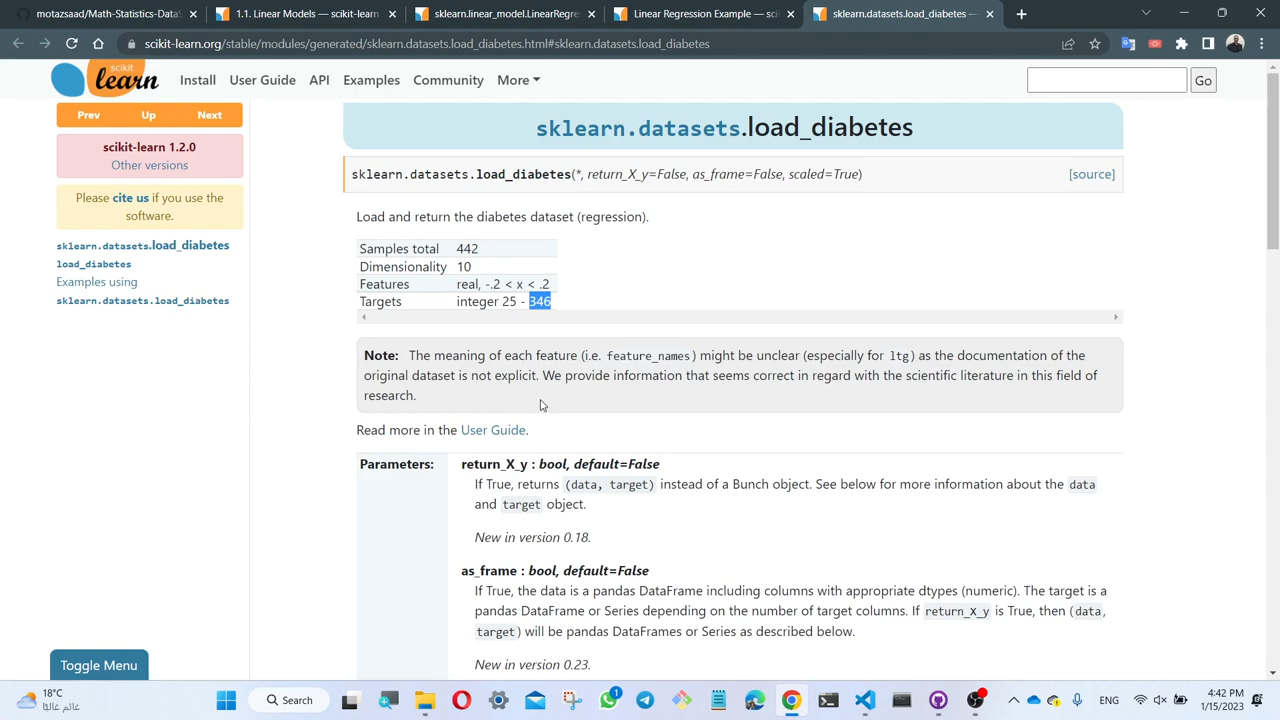 motazsaad/Math-Statistics-DataS
1.1. Linear Models — scikit-learn
sklearn.linear_model.LinearRegre
Linear Regression Example — sci
sklearn.datasets.load_diabetes —
scikit-learn.org/stable/modules/generated/sklearn.datasets.load_diabetes.html#sklearn.datasets.load_diabetes
scikit
learn
Install User Guide API Examples Community More
Go
Prev Up Next
scikit-learn 1.2.0
Other versions
Please cite us if you use the
software.
sklearn.datasets.load_diabetes
load_diabetes
Examples using
sklearn.datasets.load_diabetes
Toggle Menu
sklearn.datasets.load_diabetes
sklearn.datasets.load_diabetes(*, return_X_y=False, as_frame=False, scaled=True) [source]
Load and return the diabetes dataset (regression).
Samples total 442
Dimensionality 10
Features real, -.2 < x < .2
Targets integer 25 - 346
Note: The meaning of each feature (i.e. feature_names) might be unclear (especially for ltg) as the documentation of the
original dataset is not explicit. We provide information that seems correct in regard with the scientific literature in this field of
research.
Read more in the User Guide.
Parameters: return_X_y : bool, default=False
If True, returns (data, target) instead of a Bunch object. See below for more information about the data
and target object.
New in version 0.18.
as_frame : bool, default=False
If True, the data is a pandas DataFrame including columns with appropriate dtypes (numeric). The target is a
pandas DataFrame or Series depending on the number of target columns. If return_X_y is True, then (data,
target) will be pandas DataFrames or Series as described below.
New in version 0.23.
18°C
غائم غالبًا
Search
1
ENG
4:42 PM
1/15/2023